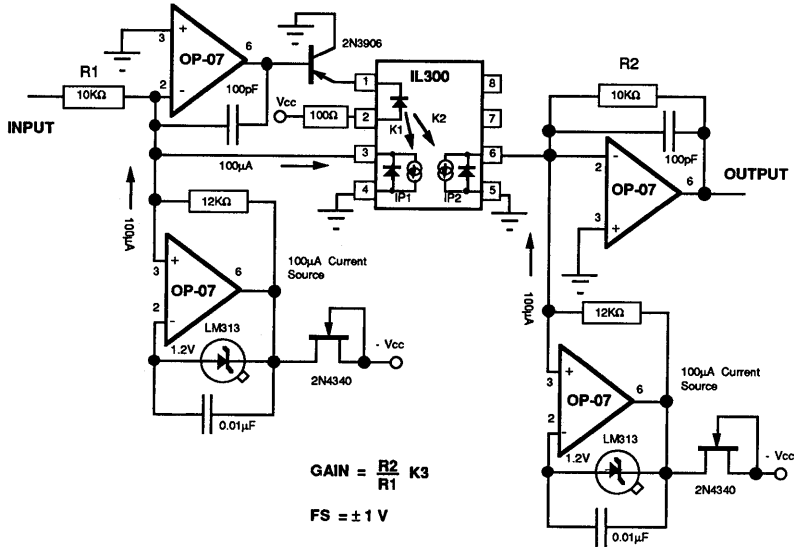 3
+
OP-07
6
2N3906
IL300
R1
2
-
10KΩ
100pF
Vcc
100Ω
INPUT
1
2
3
4
8
7
6
5
K1
K2
IP1
IP2
100µA
R2
10KΩ
100pF
2
-
OP-07
6
OUTPUT
3
+
100µA
12KΩ
+
3
6
OP-07
2
-
100µA Current
Source
LM313
1.2V
- Vcc
2N4340
0.01µF
100µA
12KΩ
+
3
6
OP-07
2
-
100µA Current
Source
LM313
1.2V
- Vcc
2N4340
0.01µF
GAIN = R2
R1 K3
FS = ± 1 V